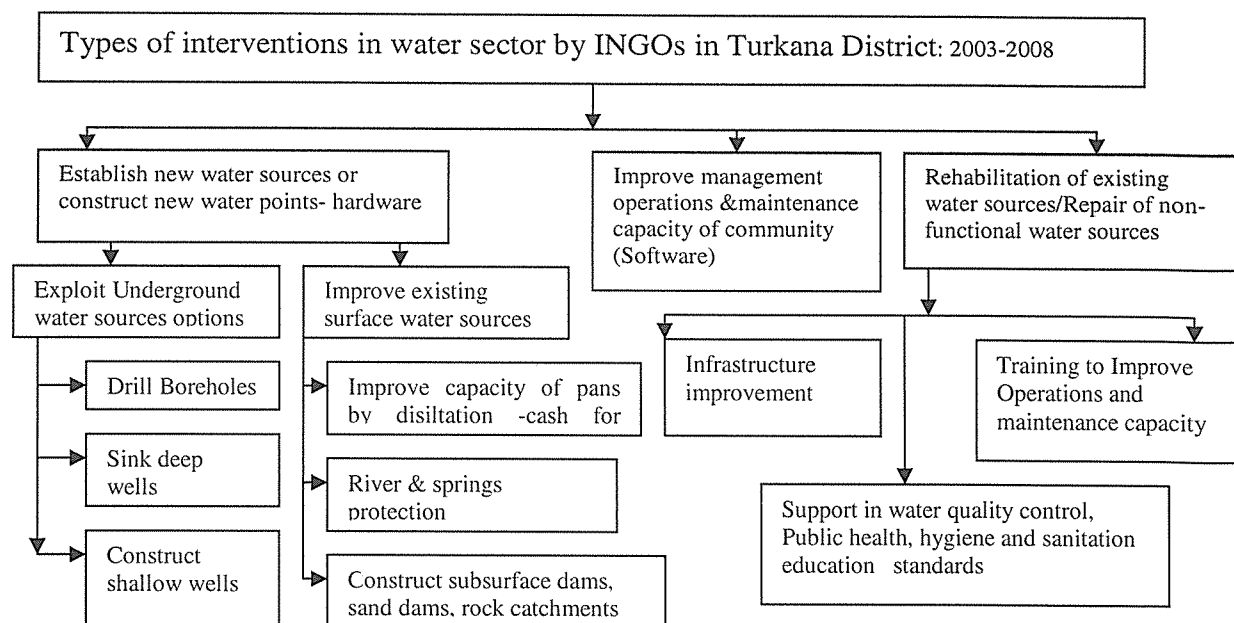 Types of interventions in water sector by INGOs in Turkana District: 2003-2008
Establish new water sources or
construct new water points- hardware
Improve management
operations &maintenance
capacity of community
(Software)
Rehabilitation of existing
water sources/Repair of non-
functional water sources
Exploit Underground
water sources options
Improve existing
surface water sources
Drill Boreholes
Sink deep
wells
Construct
shallow wells
Improve capacity of pans
by disiltation -cash for
River & springs
protection
Construct subsurface dams,
sand dams, rock catchments
Infrastructure
improvement
Training to Improve
Operations and
maintenance capacity
Support in water quality control,
Public health, hygiene and sanitation
education standards